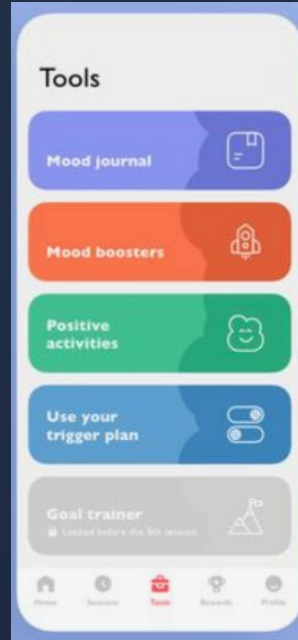 Tools
Mood journal
Mood boosters
Positive
activities
Use your
trigger plan
Goal trainer
Locked before the 5th session
Home
Sessions
Tools
Rewards
Profile